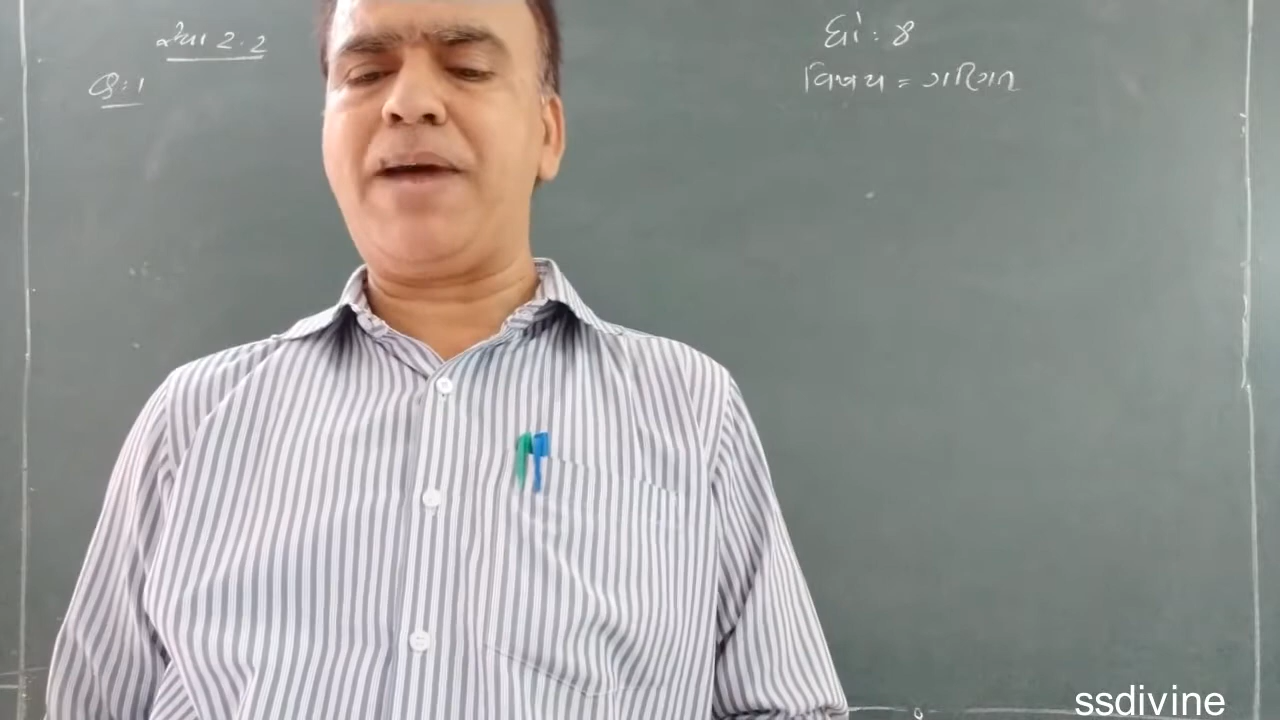 સ્વા 2.2
પ્ર:1
ધો: 8
વિષય = ગણિત
ssdivine